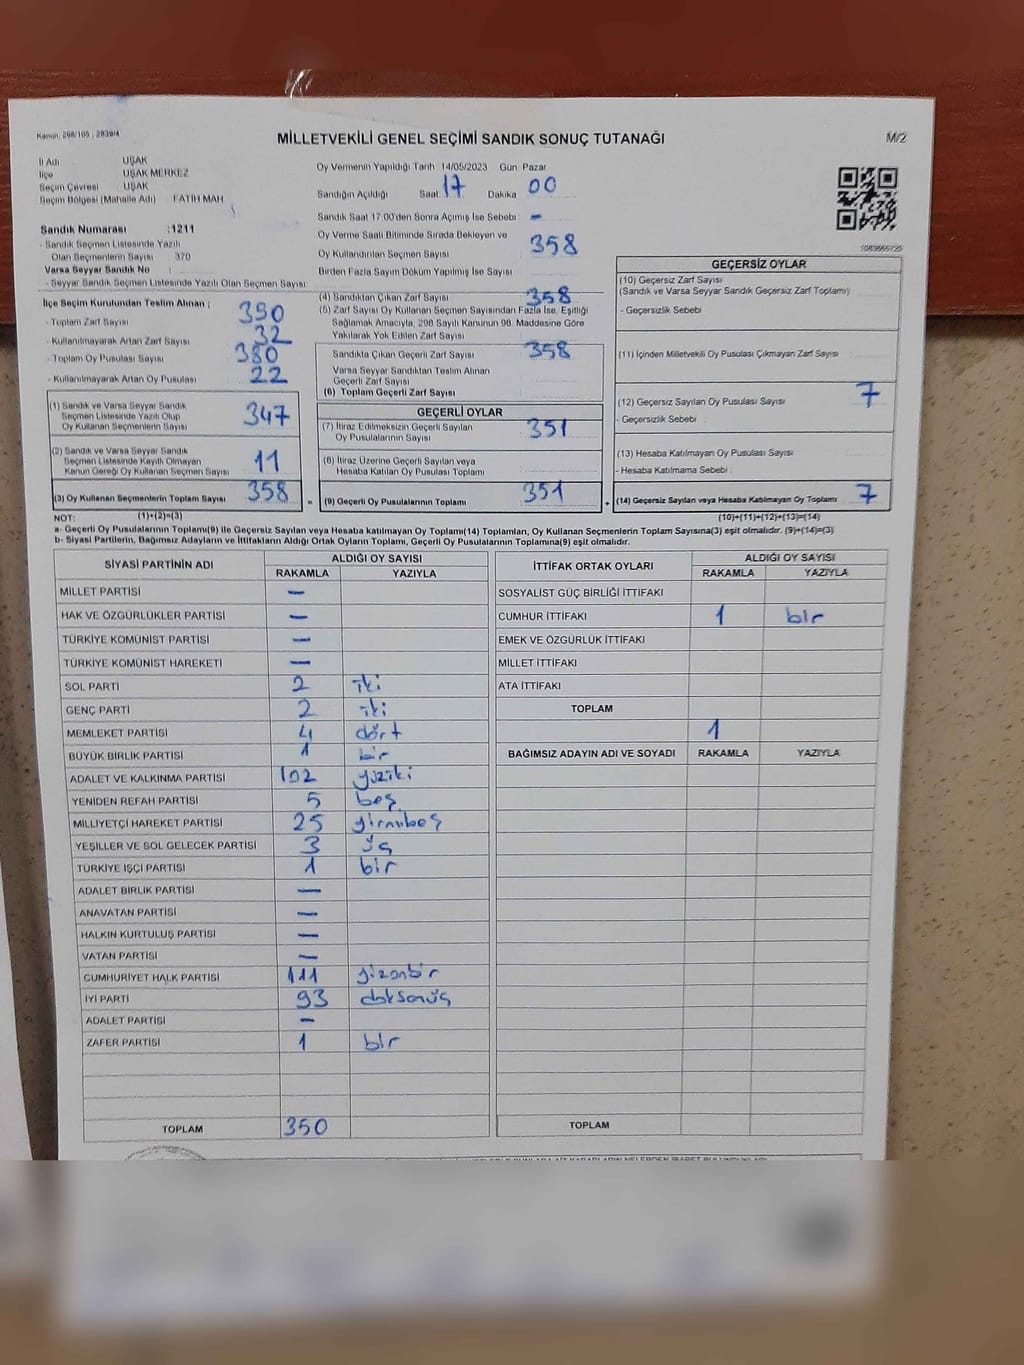 Kanun, 298/105 , 2839/4
MİLLETVEKİLİ GENEL SEÇİMİ SANDIK SONUÇ TUTANAĞI
M/2
İl Adı UŞAK
İlçe UŞAK MERKEZ
Seçim Çevresi UŞAK
Seçim Bölgesi (Mahalle Adı) FATİH MAH
Sandık Numarası :1211
- Sandık Seçmen Listesinde Yazılı
Olan Seçmenlerin Sayısı : 370
Varsa Seyyar Sandık No :
- Seyyar Sandık Seçmen Listesinde Yazılı Olan Seçmen Sayısı :
Oy Vermenin Yapıldığı Tarih 14/05/2023 Gün Pazar
Sandığın Açıldığı Saat 17 Dakika 00
Sandık Saat 17.00'den Sonra Açımış İse Sebebi : -
Oy Verme Saati Bitiminde Sırada Bekleyen ve
Oy Kullandırılan Seçmen Sayısı 358
Birden Fazla Sayım Döküm Yapılmış İse Sayısı
İlçe Seçim Kurulundan Teslim Alınan ;
- Toplam Zarf Sayısı 390
- Kullanılmayarak Artan Zarf Sayısı 32
- Toplam Oy Pusulası Sayısı 380
- Kullanılmayarak Artan Oy Pusulası 22
(1) Sandık ve Varsa Seyyar Sandık
Seçmen Listesinde Yazılı Olup
Oy Kullanan Seçmenlerin Sayısı 347
(2) Sandık ve Varsa Seyyar Sandık
Seçmen Listesinde Kayıtlı Olmayan
Kanun Gereği Oy Kullanan Seçmen Sayısı 11
(3) Oy Kullanan Seçmenlerin Toplam Sayısı 358
(4) Sandıktan Çıkan Zarf Sayısı 358
(5) Zarf Sayısı Oy Kullanan Seçmen Sayısından Fazla İse, Eşitliği
Sağlamak Amacıyla, 298 Sayılı Kanunun 98. Maddesine Göre
Yakılarak Yok Edilen Zarf Sayısı
Sandıkta Çıkan Geçerli Zarf Sayısı 358
Varsa Seyyar Sandıktan Teslim Alınan
Geçerli Zarf Sayısı
(6) Toplam Geçerli Zarf Sayısı
GEÇERLİ OYLAR
(7) İtiraz Edilmeksizin Geçerli Sayılan
Oy Pusulalarının Sayısı 351
(8) İtiraz Üzerine Geçerli Sayılan veya
Hesaba Katılan Oy Pusulası Toplamı
= (9) Geçerli Oy Pusulalarının Toplamı 351
GEÇERSİZ OYLAR
(10) Geçersiz Zarf Sayısı
(Sandık ve Varsa Seyyar Sandık Geçersiz Zarf Toplamı)
- Geçersizlik Sebebi :
(11) İçinden Milletvekili Oy Pusulası Çıkmayan Zarf Sayısı
(12) Geçersiz Sayılan Oy Pusulası Sayısı 7
- Geçersizlik Sebebi :
(13) Hesaba Katılmayan Oy Pusulası Sayısı
- Hesaba Katılmama Sebebi :
+ (14) Geçersiz Sayılan veya Hesaba Katılmayan Oy Toplamı 7
NOT: (1)+(2)=(3) (10)+(11)+(12)+(13)=(14)
a- Geçerli Oy Pusulalarının Toplamı(9) ile Geçersiz Sayılan veya Hesaba katılmayan Oy Toplamı(14) Toplamları, Oy Kullanan Seçmenlerin Toplam Sayısına(3) eşit olmalıdır. (9)+(14)=(3)
b- Siyasi Partilerin, Bağımsız Adayların ve İttifakların Aldığı Ortak Oyların Toplamı, Geçerli Oy Pusulalarının Toplamına(9) eşit olmalıdır.
SİYASİ PARTİNİN ADI ALDIĞI OY SAYISI
RAKAMLA YAZIYLA
MİLLET PARTİSİ -
HAK VE ÖZGÜRLÜKLER PARTİSİ -
TÜRKİYE KOMÜNİST PARTİSİ -
TÜRKİYE KOMÜNİST HAREKETİ -
SOL PARTİ 2 iki
GENÇ PARTİ 2 iki
MEMLEKET PARTİSİ 4 dört
BÜYÜK BİRLİK PARTİSİ 1 bir
ADALET VE KALKINMA PARTİSİ 102 yüziki
YENİDEN REFAH PARTİSİ 5 beş
MİLLİYETÇİ HAREKET PARTİSİ 25 yirmibeş
YEŞİLLER VE SOL GELECEK PARTİSİ 3 üç
TÜRKİYE İŞÇİ PARTİSİ 1 bir
ADALET BİRLİK PARTİSİ -
ANAVATAN PARTİSİ -
HALKIN KURTULUŞ PARTİSİ -
VATAN PARTİSİ -
CUMHURİYET HALK PARTİSİ 111 yüzonbir
İYİ PARTİ 93 doksanüç
ADALET PARTİSİ -
ZAFER PARTİSİ 1 bir
TOPLAM 350
İTTİFAK ORTAK OYLARI ALDIĞI OY SAYISI
RAKAMLA YAZIYLA
SOSYALİST GÜÇ BİRLİĞİ İTTİFAKI
CUMHUR İTTİFAKI 1 bir
EMEK VE ÖZGÜRLÜK İTTİFAKI
MİLLET İTTİFAKI
ATA İTTİFAKI
TOPLAM
1
BAĞIMSIZ ADAYIN ADI VE SOYADI RAKAMLA YAZIYLA
TOPLAM